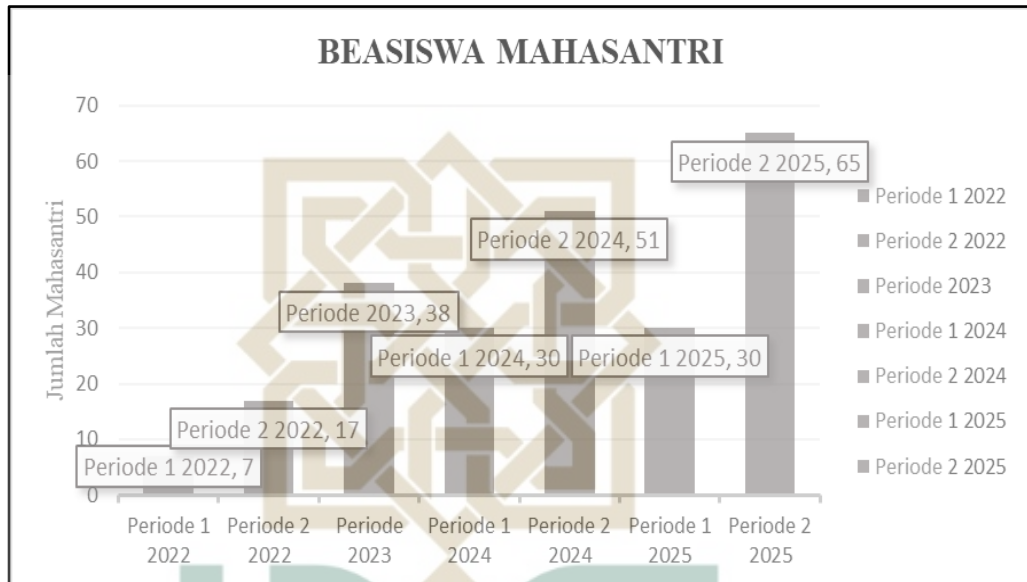 BEASISWA MAHASANTRI
Jumlah Mahasantri
70
60
50
40
30
20
10
0
Periode 1 2022, 7
Periode 2 2022, 17
Periode 2023, 38
Periode 1 2024, 30
Periode 2 2024, 51
Periode 1 2025, 30
Periode 2 2025, 65
Periode 1
2022
Periode 2
2022
Periode
2023
Periode 1
2024
Periode 2
2024
Periode 1
2025
Periode 2
2025
Periode 1 2022
Periode 2 2022
Periode 2023
Periode 1 2024
Periode 2 2024
Periode 1 2025
Periode 2 2025